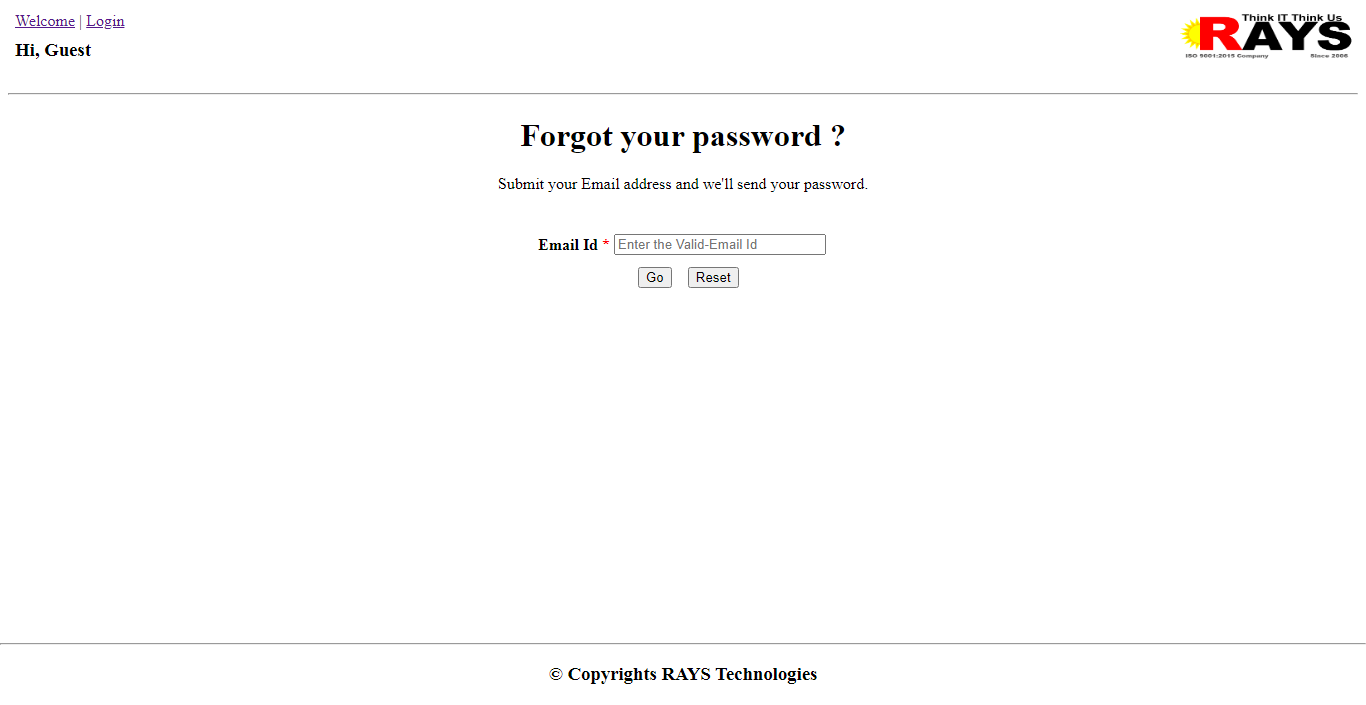 Welcome | Login
Hi, Guest
Think IT Think Us
RAYS
ISO 9001:2015 Company Since 2006
Forgot your password ?
Submit your Email address and we'll send your password.
Email Id * Enter the Valid-Email Id
Go Reset
© Copyrights RAYS Technologies